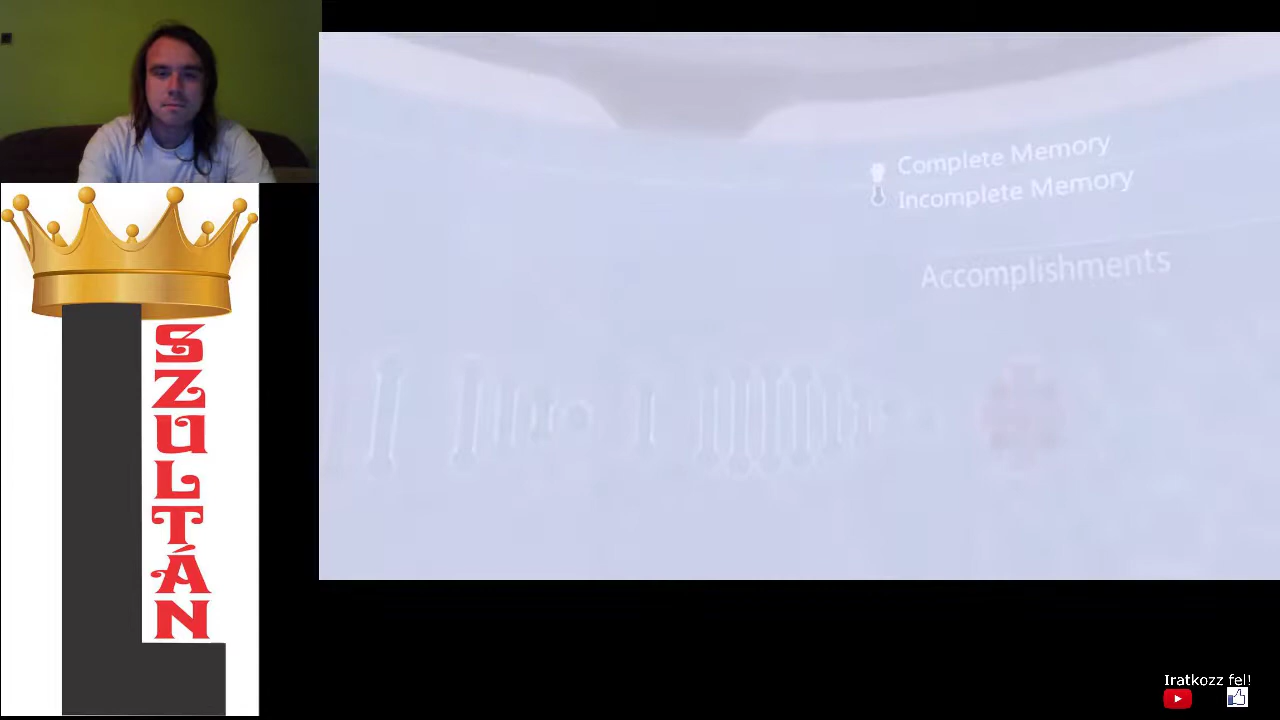 Complete Memory
Incomplete Memory
Accomplishments
L
SZULTÁN
Iratkozz fel!